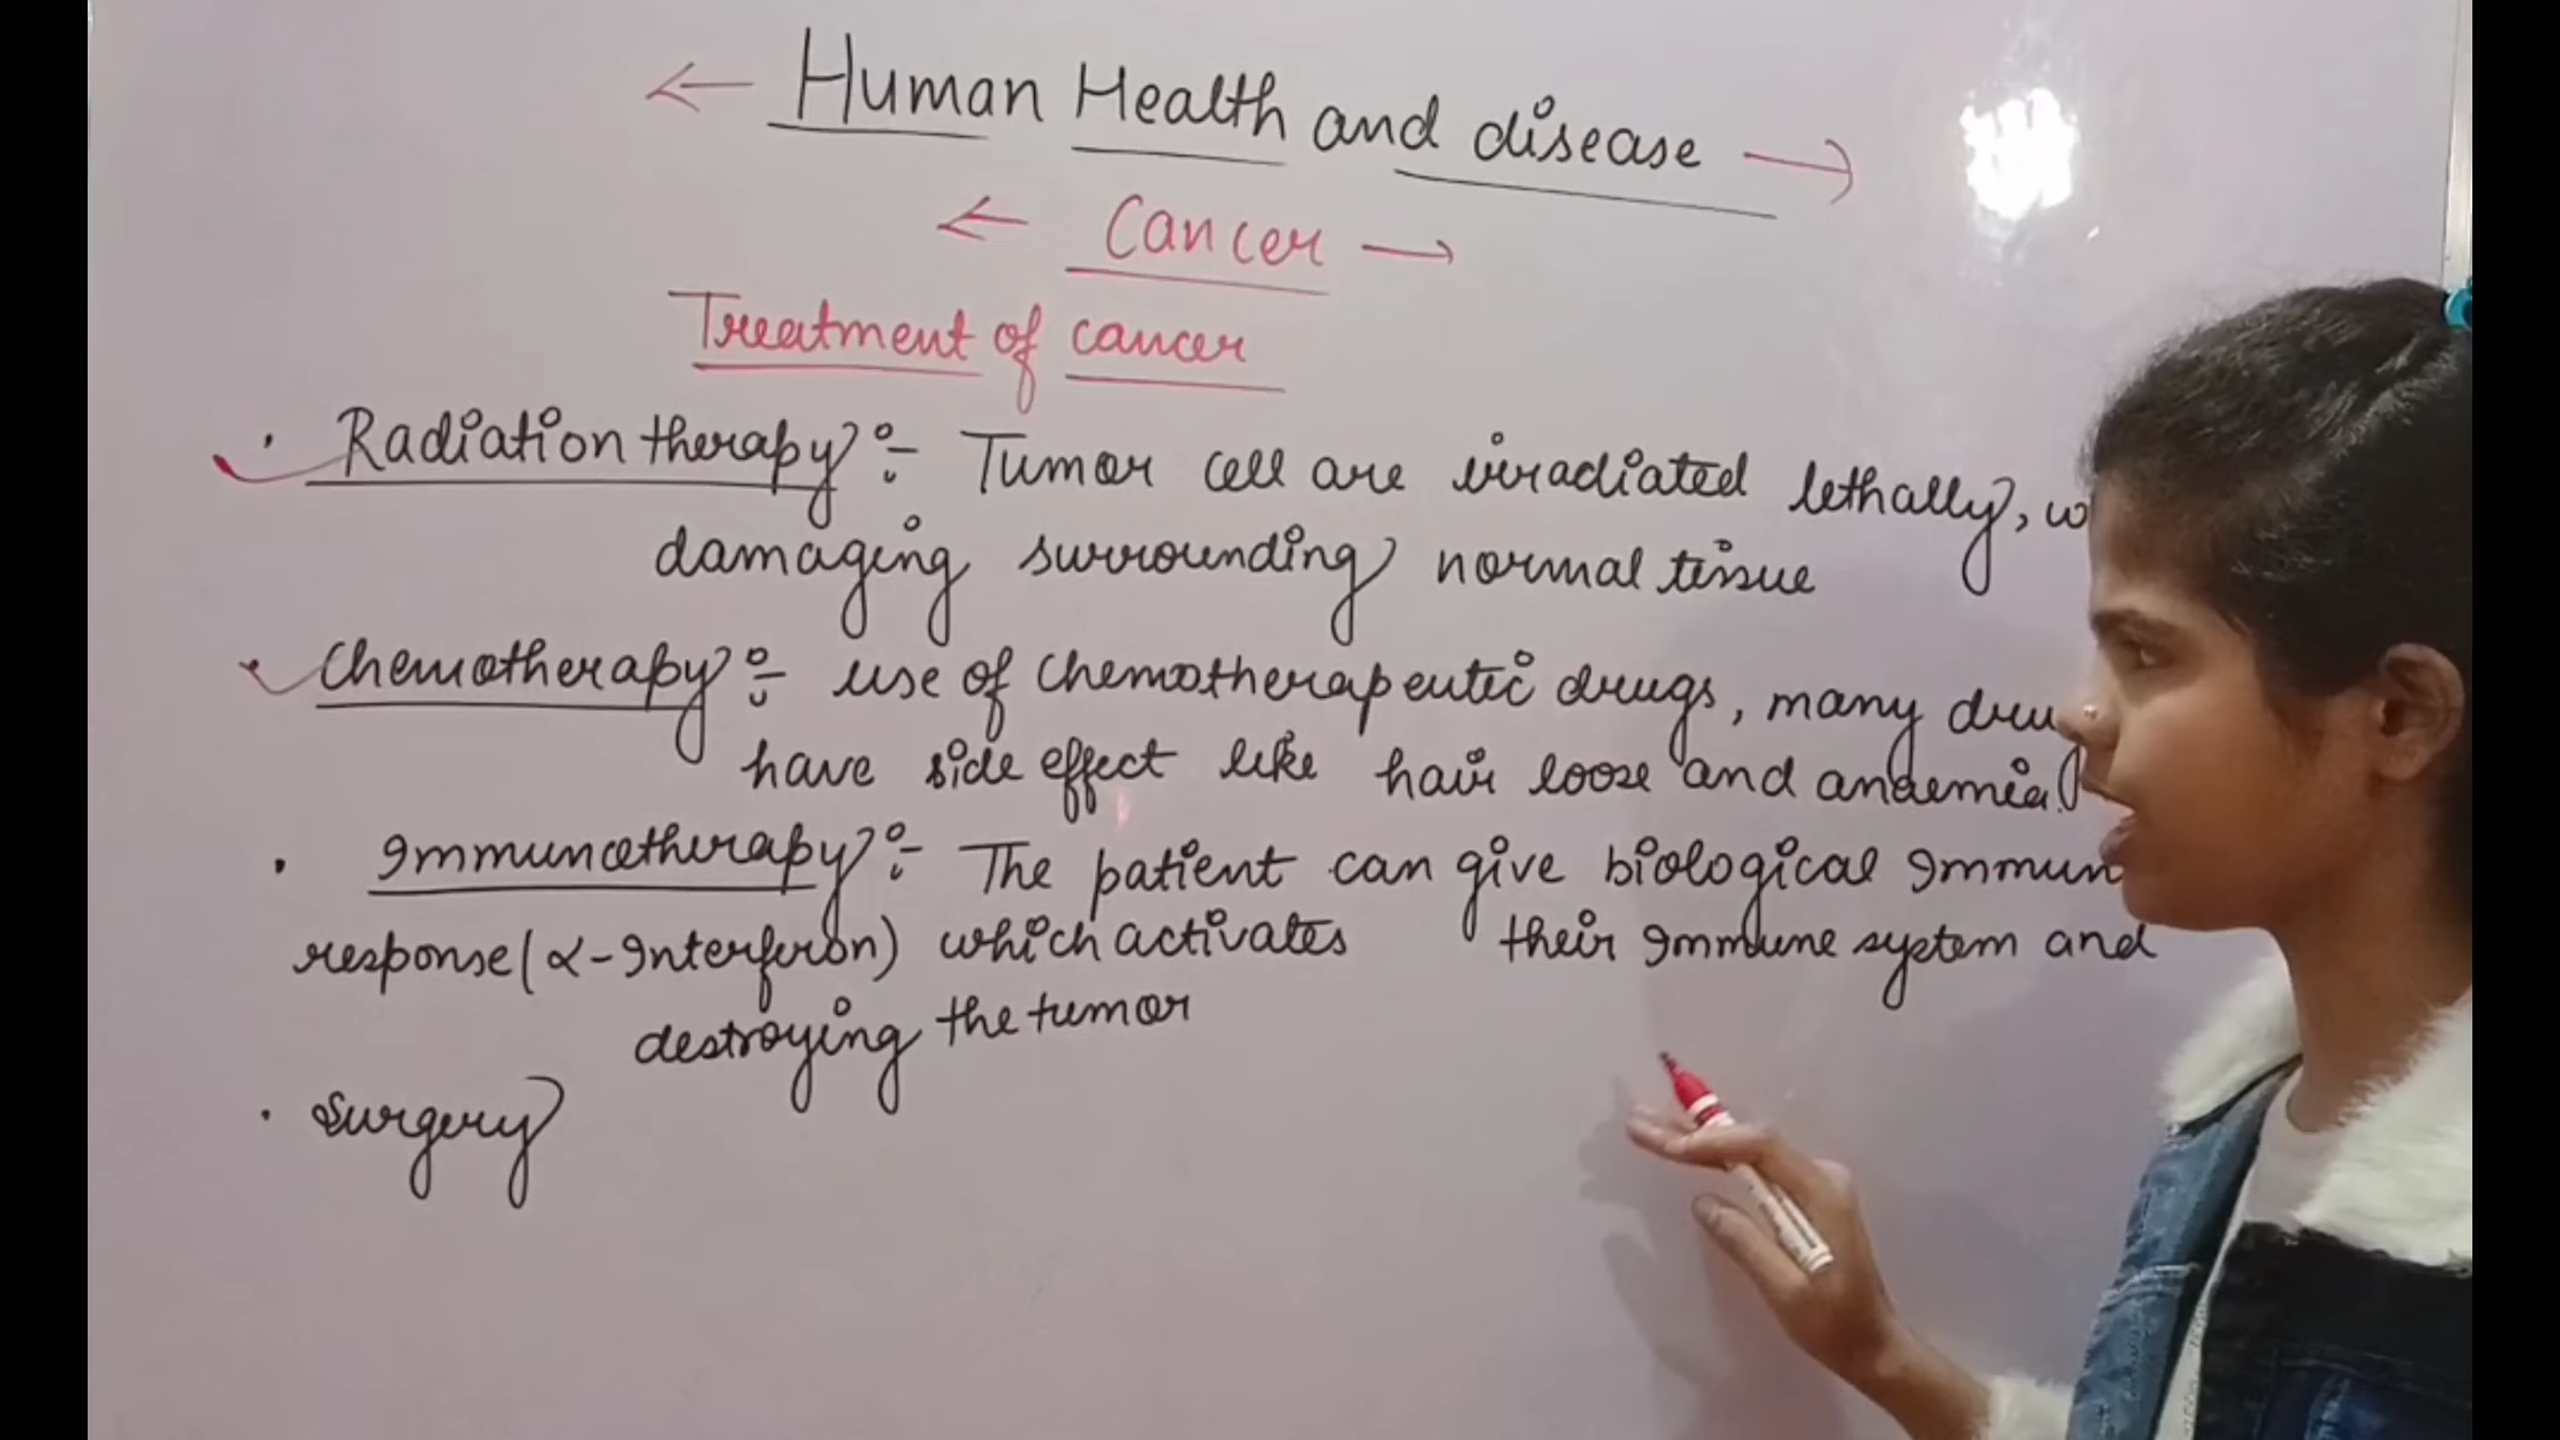 ← Human Health and disease →
← Cancer →
Treatment of cancer
• Radiation therapy :- Tumor cell are irradiated lethally,
damaging surrounding normal tissue
• Chemotherapy :- use of chemotherapeutic drugs, many
have side effect like hair loose and anaemia.
• Immunotherapy :- The patient can give biological
response (α-Interferon) which activates their Immune system and
destroying the tumor
• Surgery